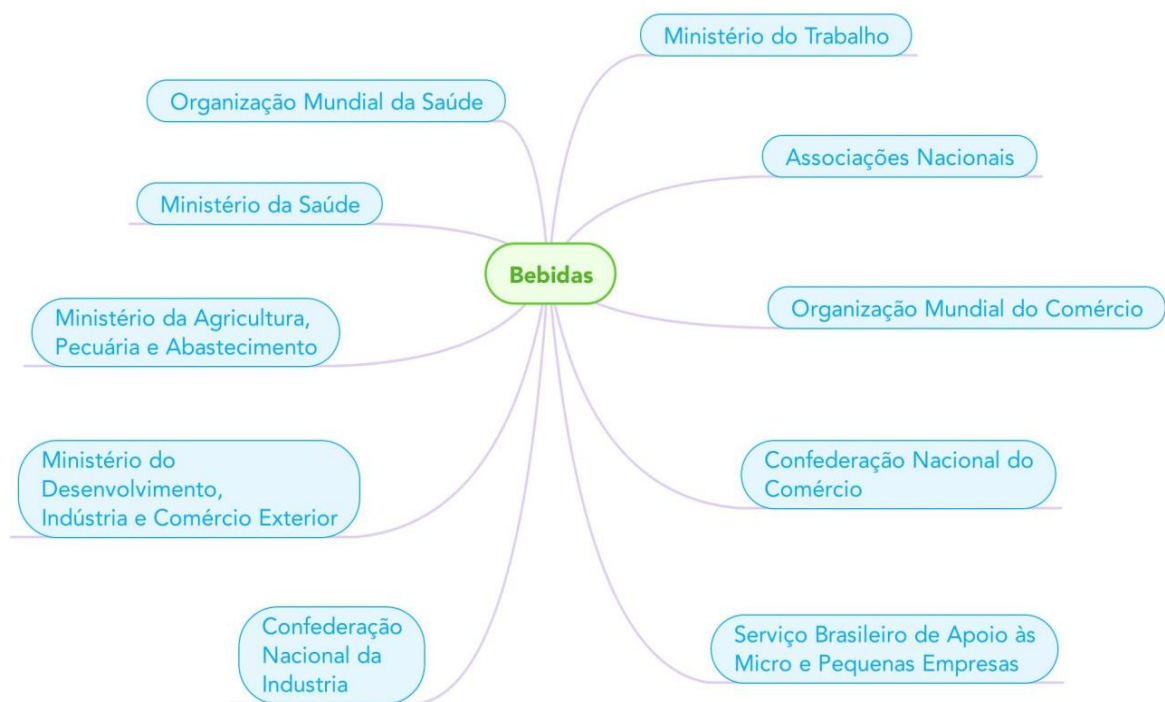 Ministério do Trabalho
Organização Mundial da Saúde
Associações Nacionais
Ministério da Saúde
Bebidas
Organização Mundial do Comércio
Ministério da Agricultura,
Pecuária e Abastecimento
Ministério do
Desenvolvimento,
Indústria e Comércio Exterior
Confederação Nacional do
Comércio
Confederação
Nacional da
Industria
Serviço Brasileiro de Apoio às
Micro e Pequenas Empresas